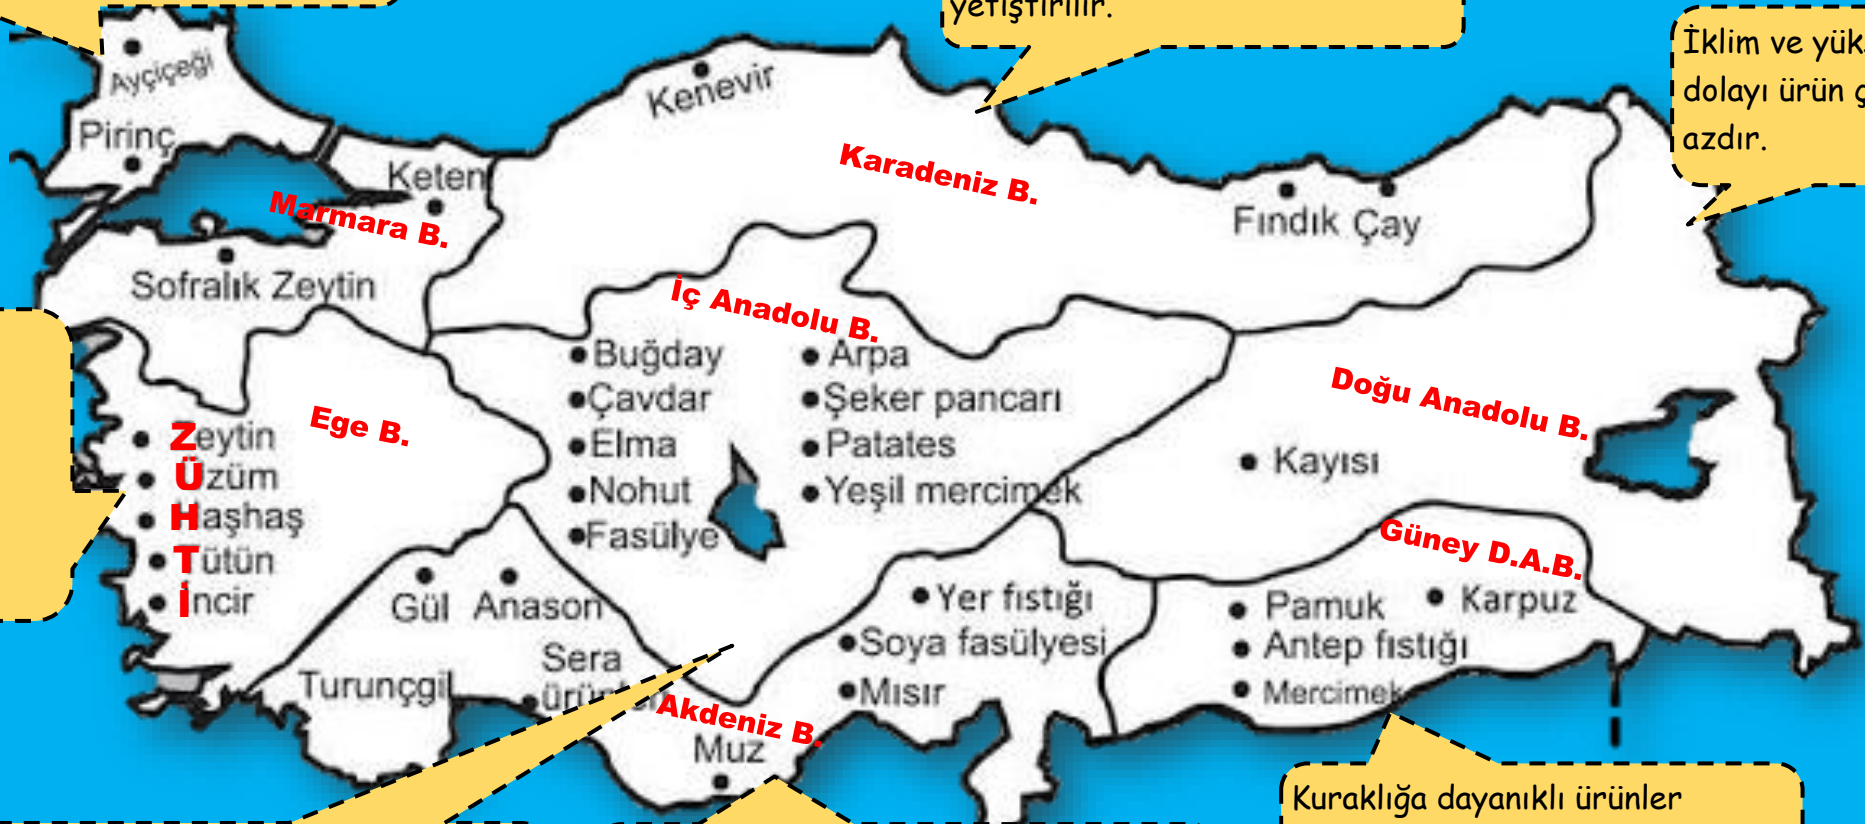 yetiştirilir.
İklim ve yük
dolayı ürün ç
azdır.
Ayçiçeği
Pirinç
Kenevir
Keten
Karadeniz B.
Marmara B.
Fındık Çay
Sofralık Zeytin
İç Anadolu B.
Buğday
Çavdar
Elma
Nohut
Fasülye
Arpa
Şeker pancarı
Patates
Yeşil mercimek
Doğu Anadolu B.
Kayısı
Ege B.
Zeytin
Üzüm
Haşhaş
Tütün
İncir
Güney D.A.B.
Gül Anason
Turunçgil
Sera
Akdeniz B.
Muz
Yer fıstığı
Soya fasülyesi
Mısır
Pamuk
Karpuz
Antep fıstığı
Mercimek
Kuraklığa dayanıklı ürünler